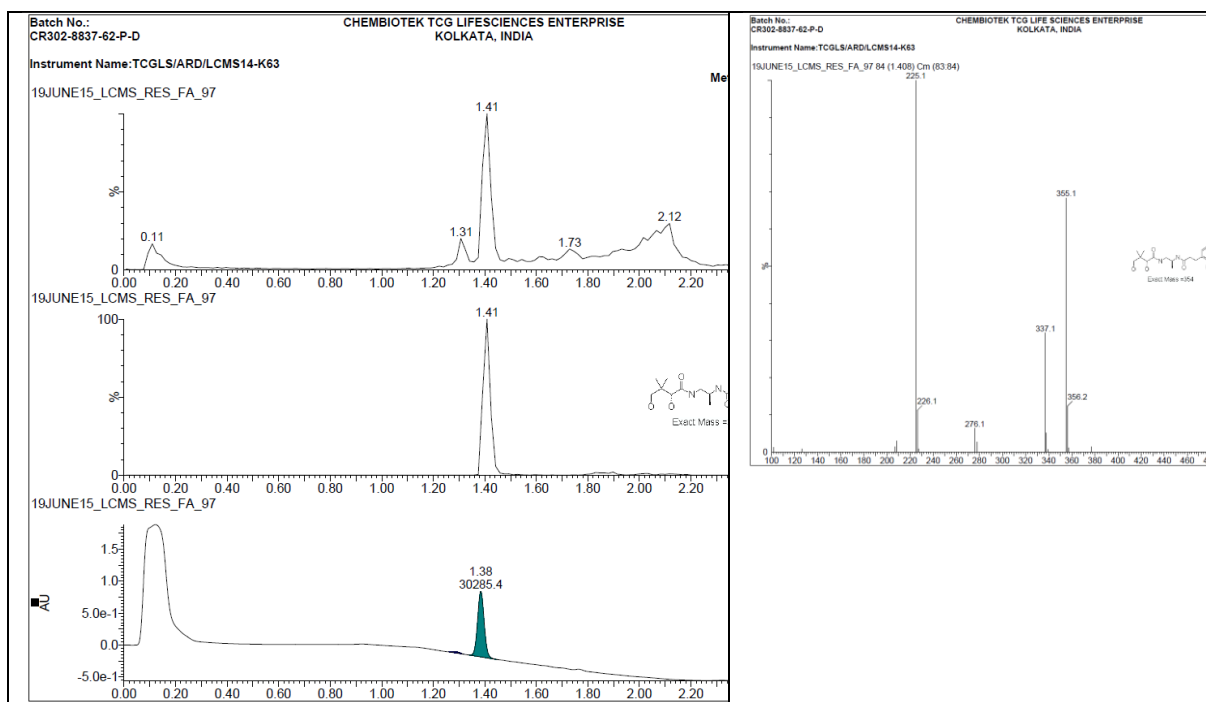 Batch No.: CHEMBIOTEK TCG LIFESCIENCES ENTERPRISE
CR302-8837-62-P-D KOLKATA, INDIA
Instrument Name:TCGLS/ARD/LCMS14-K63
Met
19JUNE15_LCMS_RES_FA_97
1.41
%
0.11
1.31
1.73
2.12
0
0.00 0.20 0.40 0.60 0.80 1.00 1.20 1.40 1.60 1.80 2.00 2.20
19JUNE15_LCMS_RES_FA_97
100
1.41
%
O
N
N
O O
Exact Mass =
0
0.00 0.20 0.40 0.60 0.80 1.00 1.20 1.40 1.60 1.80 2.00 2.20
19JUNE15_LCMS_RES_FA_97
1.5
1.0
AU
5.0e-1
0.0
-5.0e-1
1.38
30285.4
0.00 0.20 0.40 0.60 0.80 1.00 1.20 1.40 1.60 1.80 2.00 2.20
Batch No.: CHEMBIOTEK TCG LIFE SCIENCES ENTERPRISE
CR302-8837-62-P-D KOLKATA, INDIA
Instrument Name:TCGLS/ARD/LCMS14-K63
19JUNE15_LCMS_RES_FA_97 84 (1.408) Cm (83:84)
225.1
355.1
%
Exact Mass =354
337.1
226.1
356.2
276.1
0
100 120 140 160 180 200 220 240 260 280 300 320 340 360 380 400 420 440 460